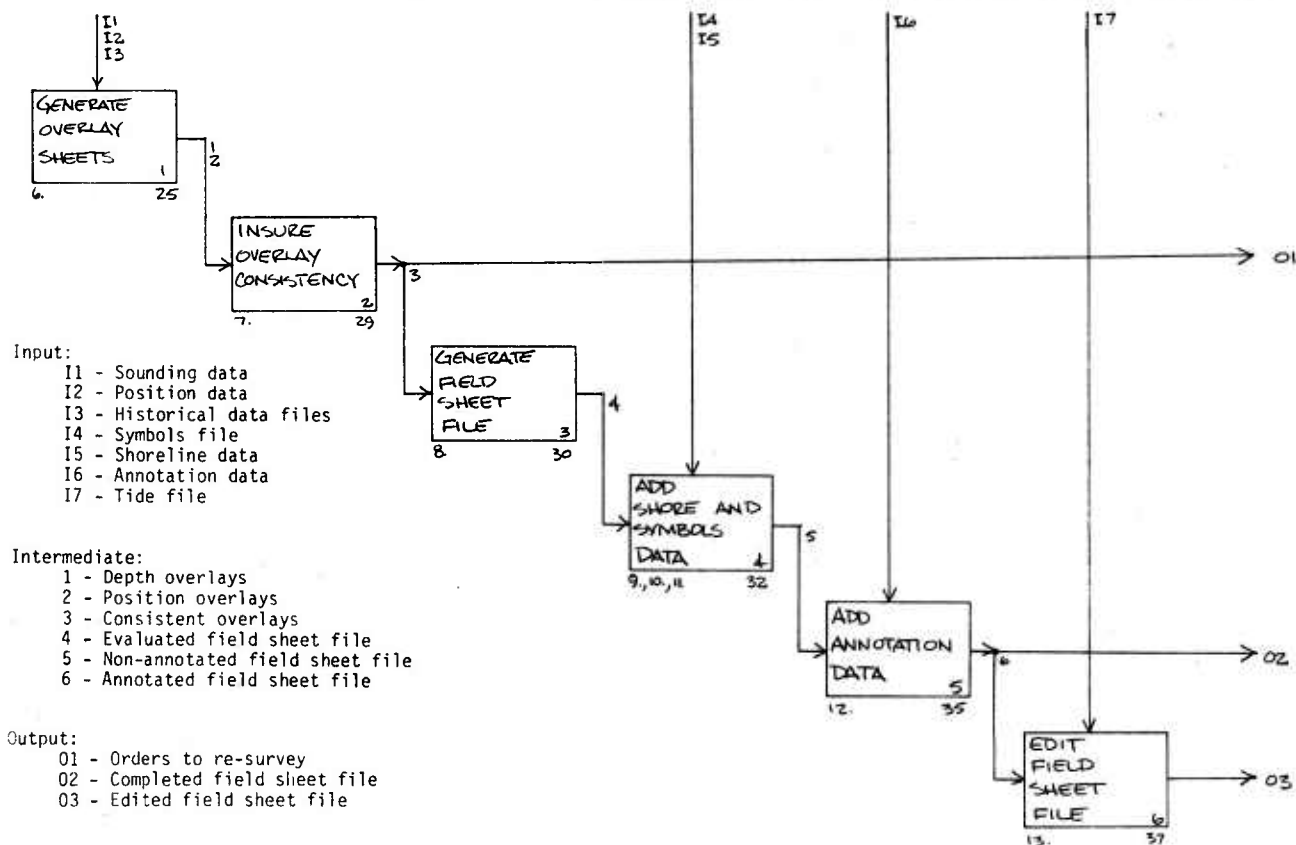 I1
I2
I3
I4
I5
I6
I7
GENERATE
OVERLAY
SHEETS
1
6.
25
1
2
INSURE
OVERLAY
CONSISTENCY
2
7.
29
3
O1
GENERATE
FIELD
SHEET
FILE
3
8
30
4
ADD
SHORE AND
SYMBOLS
DATA
4
9.,10.,11
32
5
ADD
ANNOTATION
DATA
5
12.
35
6
O2
EDIT
FIELD
SHEET
FILE
6
13.
37
O3
Input:
I1 - Sounding data
I2 - Position data
I3 - Historical data files
I4 - Symbols file
I5 - Shoreline data
I6 - Annotation data
I7 - Tide file
Intermediate:
1 - Depth overlays
2 - Position overlays
3 - Consistent overlays
4 - Evaluated field sheet file
5 - Non-annotated field sheet file
6 - Annotated field sheet file
Output:
O1 - Orders to re-survey
O2 - Completed field sheet file
O3 - Edited field sheet file